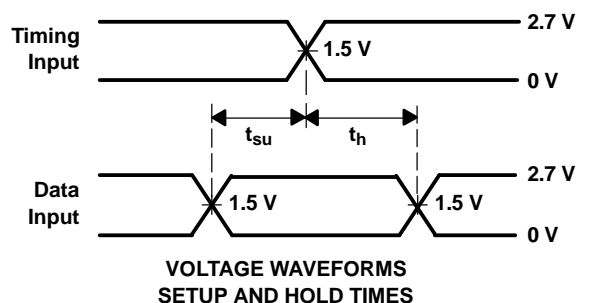 Timing
Input
2.7 V
1.5 V
0 V
tsu
th
Data
Input
2.7 V
1.5 V
1.5 V
0 V
VOLTAGE WAVEFORMS
SETUP AND HOLD TIMES